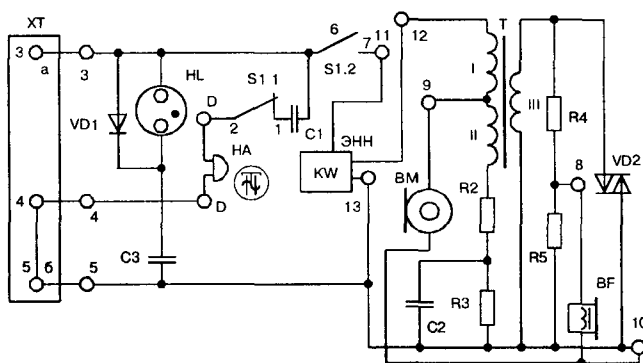 XT
3 а 3
VD1
HL
D
2
S1.1
1 C1
6
7
S1.2
11
12
T
I
II
III
9
ЭНН
KW
13
BM
HA
D
4 4
5 б 5
C3
R2
R3
C2
R4
R5
8
VD2
BF
10